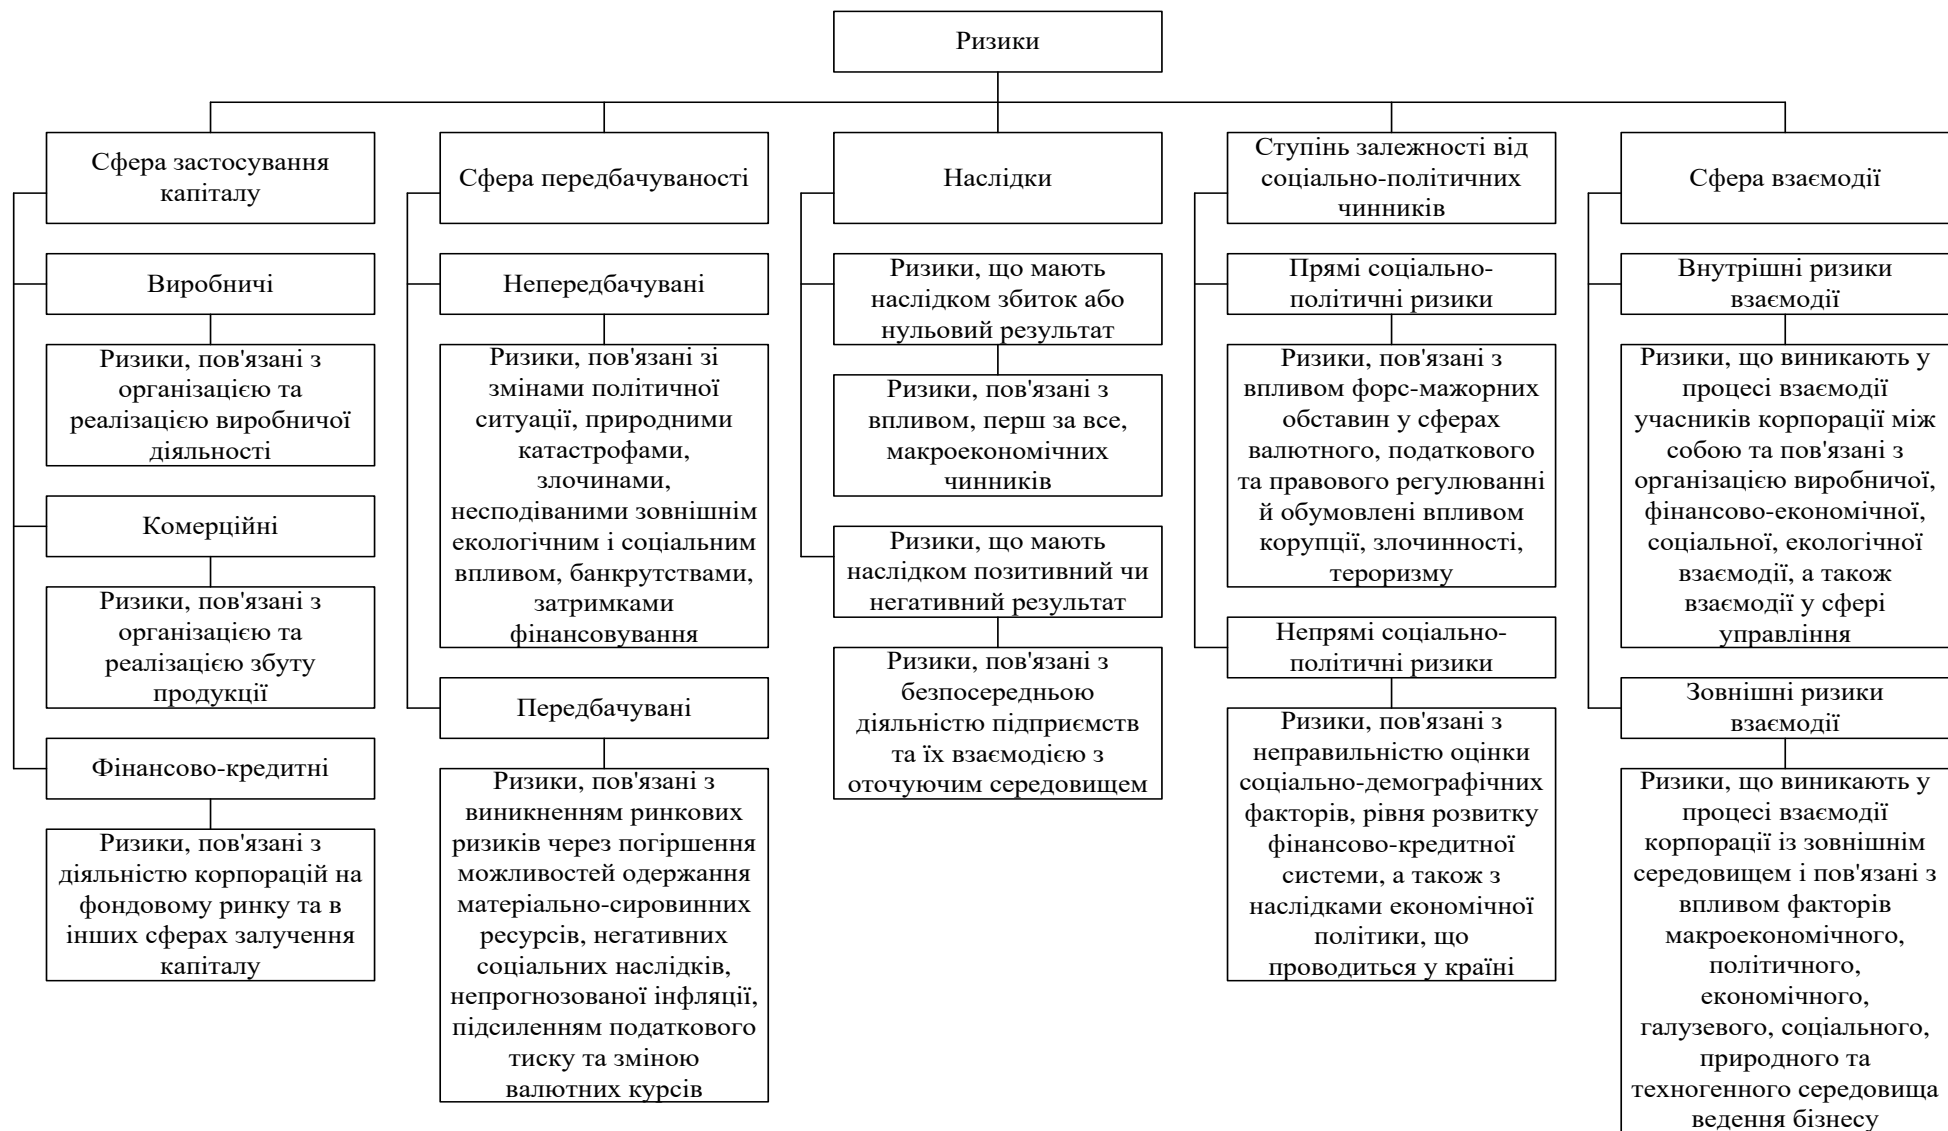 Ризики
Сфера застосування
капіталу
Виробничі
Ризики, пов'язані з
організацією та
реалізацією виробничої
діяльності
Комерційні
Ризики, пов'язані з
організацією та
реалізацією збуту
продукції
Фінансово-кредитні
Ризики, пов'язані з
діяльністю корпорацій на
фондовому ринку та в
інших сферах залучення
капіталу
Сфера передбачуваності
Непередбачувані
Ризики, пов'язані зі
змінами політичної
ситуації, природними
катастрофами,
злочинами,
несподіваними зовнішнім
екологічним і соціальним
впливом, банкрутствами,
затримками
фінансовування
Передбачувані
Ризики, пов'язані з
виникненням ринкових
ризиків через погіршення
можливостей одержання
матеріально-сировинних
ресурсів, негативних
соціальних наслідків,
непрогнозованої інфляції,
підсиленням податкового
тиску та зміною
валютних курсів
Наслідки
Ризики, що мають
наслідком збиток або
нульовий результат
Ризики, пов'язані з
впливом, перш за все,
макроекономічних
чинників
Ризики, що мають
наслідком позитивний чи
негативний результат
Ризики, пов'язані з
безпосередньою
діяльністю підприємств
та їх взаємодією з
оточуючим середовищем
Ступінь залежності від
соціально-політичних
чинників
Прямі соціально-
політичні ризики
Ризики, пов'язані з
впливом форс-мажорних
обставин у сферах
валютного, податкового
та правового регулюванні
й обумовлені впливом
корупції, злочинності,
тероризму
Непрямі соціально-
політичні ризики
Ризики, пов'язані з
неправильністю оцінки
соціально-демографічних
факторів, рівня розвитку
фінансово-кредитної
системи, а також з
наслідками економічної
політики, що
проводиться у країні
Сфера взаємодії
Внутрішні ризики
взаємодії
Ризики, що виникають у
процесі взаємодії
учасників корпорації між
собою та пов'язані з
організацією виробничої,
фінансово-економічної,
соціальної, екологічної
взаємодії, а також
взаємодії у сфері
управління
Зовнішні ризики
взаємодії
Ризики, що виникають у
процесі взаємодії
корпорації із зовнішнім
середовищем і пов'язані з
впливом факторів
макроекономічного,
політичного,
економічного,
галузевого, соціального,
природного та
техногенного середовища
ведення бізнесу